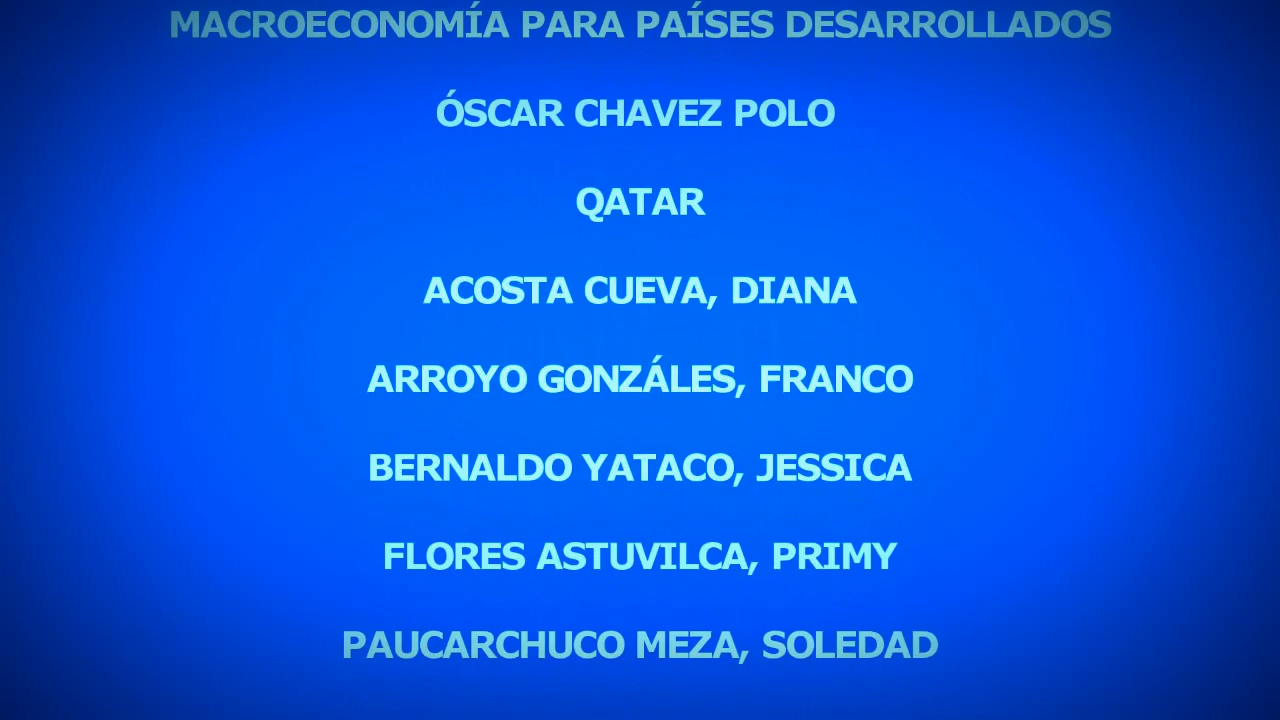 MACROECONOMÍA PARA PAÍSES DESARROLLADOS
ÓSCAR CHAVEZ POLO
QATAR
ACOSTA CUEVA, DIANA
ARROYO GONZÁLES, FRANCO
BERNALDO YATACO, JESSICA
FLORES ASTUVILCA, PRIMY
PAUCARCHUCO MEZA, SOLEDAD